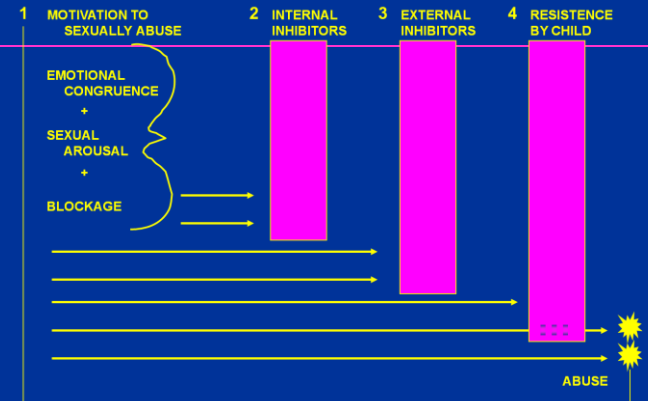 1 MOTIVATION TO
SEXUALLY ABUSE
2 INTERNAL
INHIBITORS
3 EXTERNAL
INHIBITORS
4 RESISTENCE
BY CHILD
EMOTIONAL
CONGRUENCE
+
SEXUAL
AROUSAL
+
BLOCKAGE
ABUSE